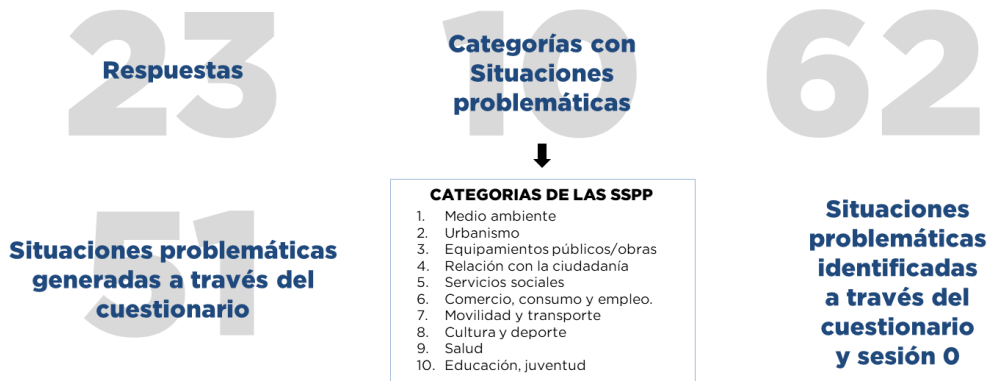 23
Respuestas
10
Categorías con
Situaciones
problemáticas
62
51
Situaciones problemáticas
generadas a través del
cuestionario
CATEGORIAS DE LAS SSPP
1. Medio ambiente
2. Urbanismo
3. Equipamientos públicos/obras
4. Relación con la ciudadanía
5. Servicios sociales
6. Comercio, consumo y empleo.
7. Movilidad y transporte
8. Cultura y deporte
9. Salud
10. Educación, juventud
Situaciones
problemáticas
identificadas
a través del
cuestionario
y sesión 0